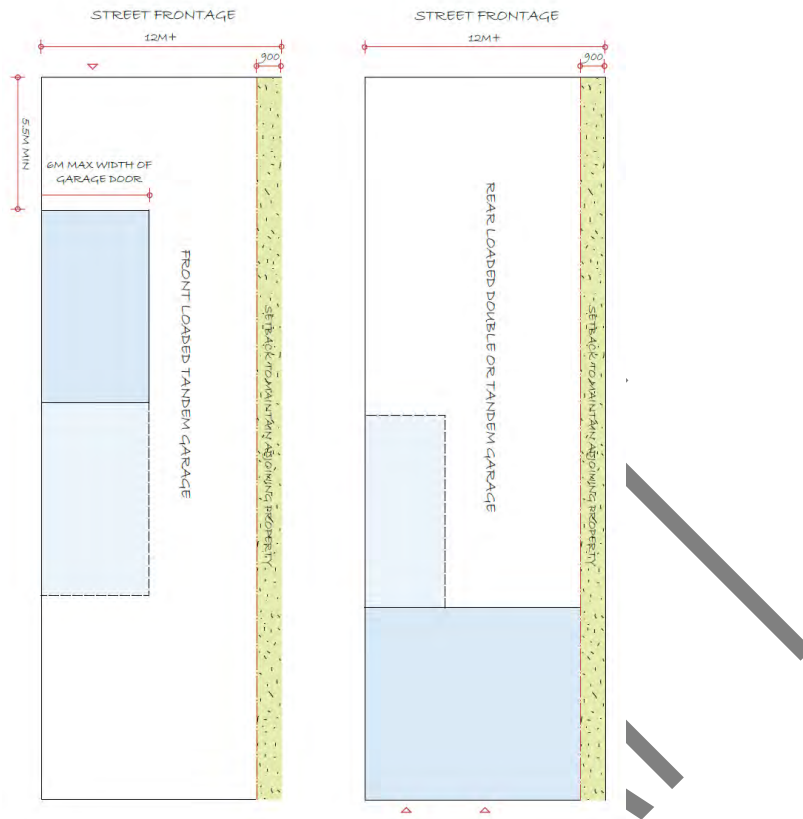 STREET FRONTAGE
12M+
900
5.5M MIN
6M MAX WIDTH OF
GARAGE DOOR
FRONT LOADED TANDEM GARAGE
SETBACK TO MAINTAIN ADJOINING PROPERTY
STREET FRONTAGE
12M+
900
REAR LOADED DOUBLE OR TANDEM GARAGE
SETBACK TO MAINTAIN ADJOINING PROPERTY